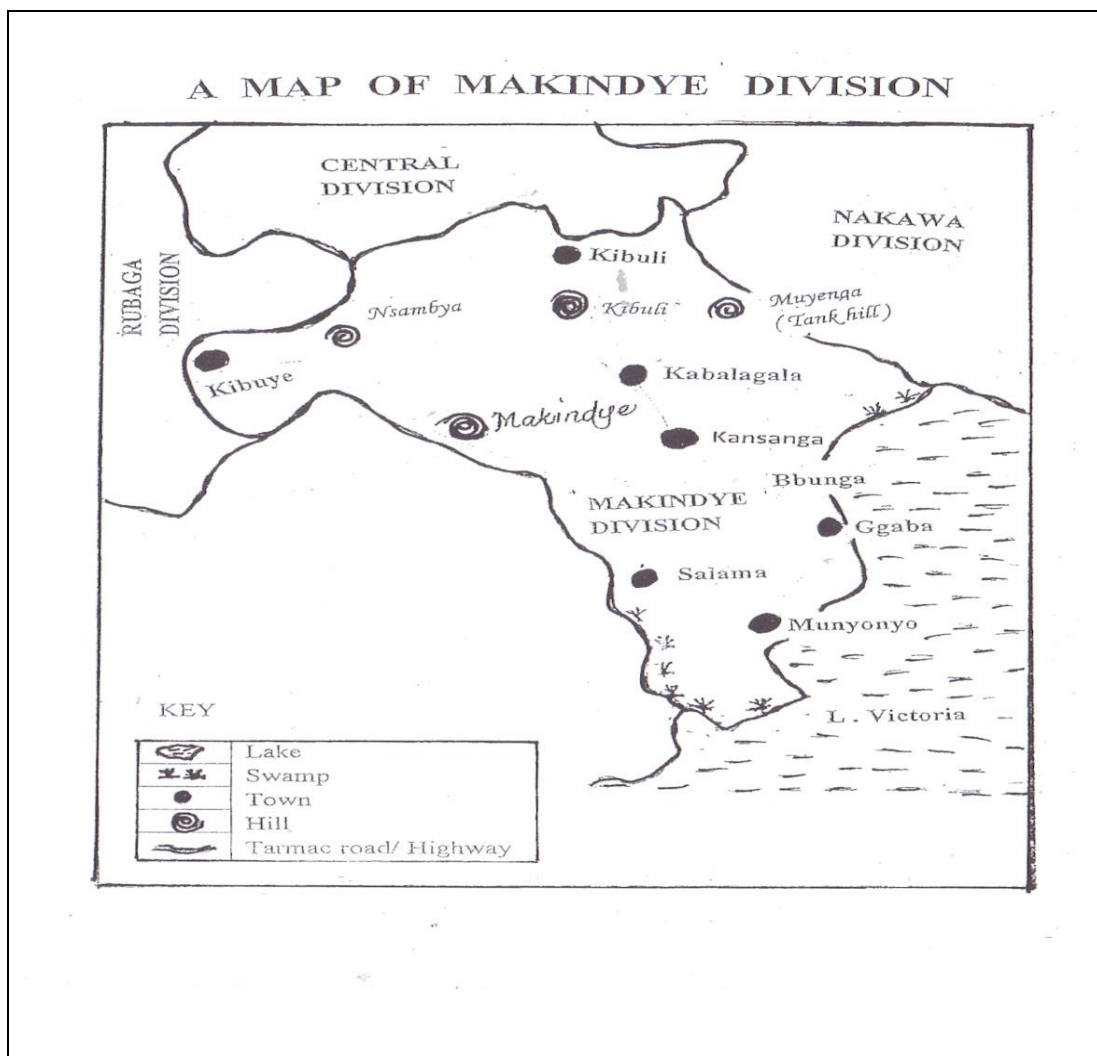 A MAP OF MAKINDYE DIVISION
CENTRAL
DIVISION
NAKAWA
DIVISION
RUBAGA
DIVISION
Kibuli
Nsambya
Kibuli
Muyenga
(Tank hill)
Kibuye
Kabalagala
Makindye
Kansanga
Bbunga
MAKINDYE
DIVISION
Ggaba
Salama
Munyonyo
L. Victoria
KEY
Lake
Swamp
Town
Hill
Tarmac road/ Highway